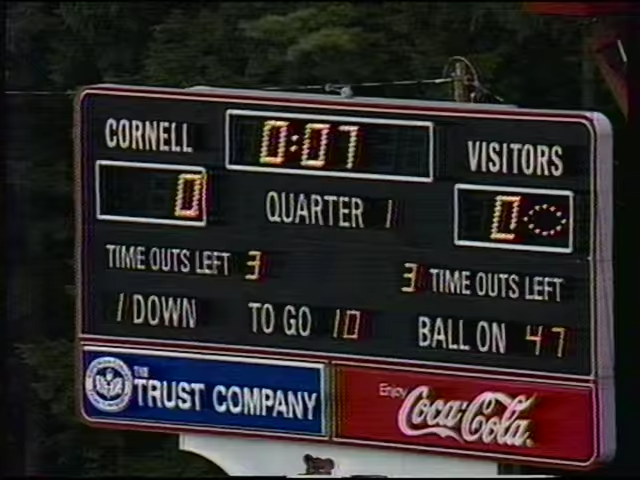 CORNELL 0:07 VISITORS
0 QUARTER 1 0
TIME OUTS LEFT 3 3 TIME OUTS LEFT
1 DOWN TO GO 10 BALL ON 47
THE
TRUST COMPANY
Enjoy
Coca-Cola